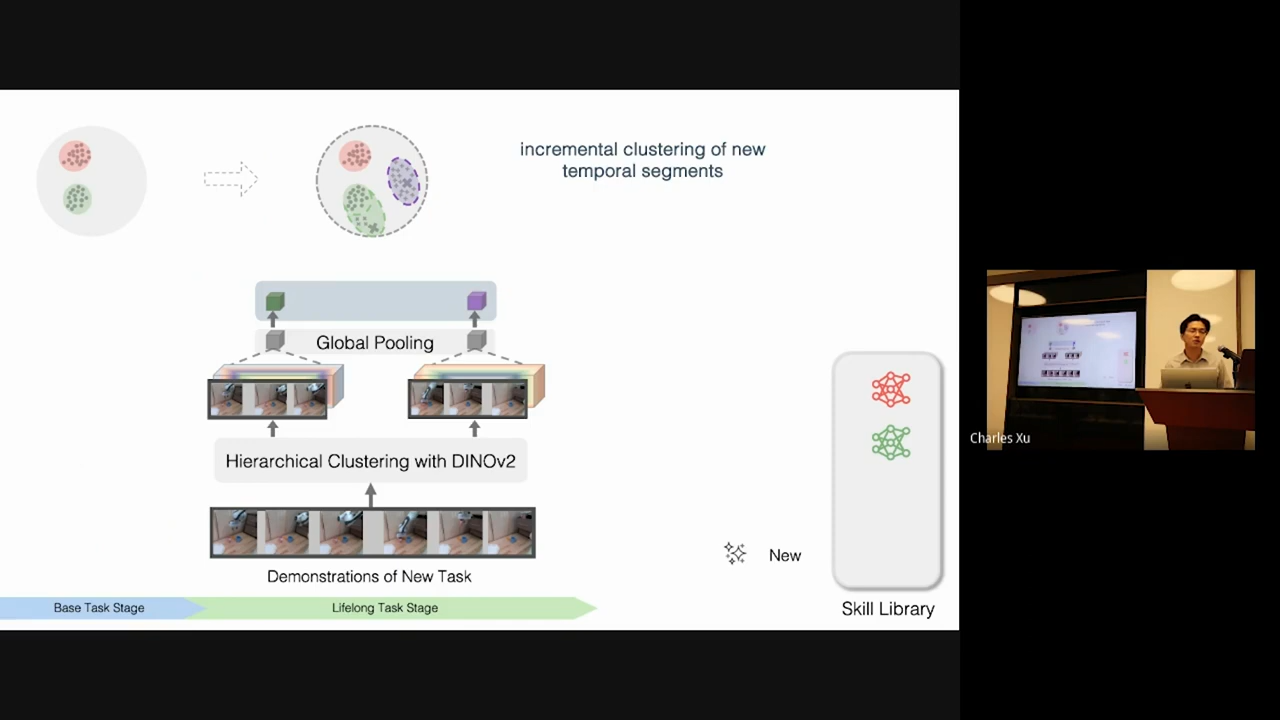 incremental clustering of new
temporal segments
Global Pooling
Hierarchical Clustering with DINOv2
Demonstrations of New Task
Base Task Stage
Lifelong Task Stage
New
Skill Library
Charles Xu